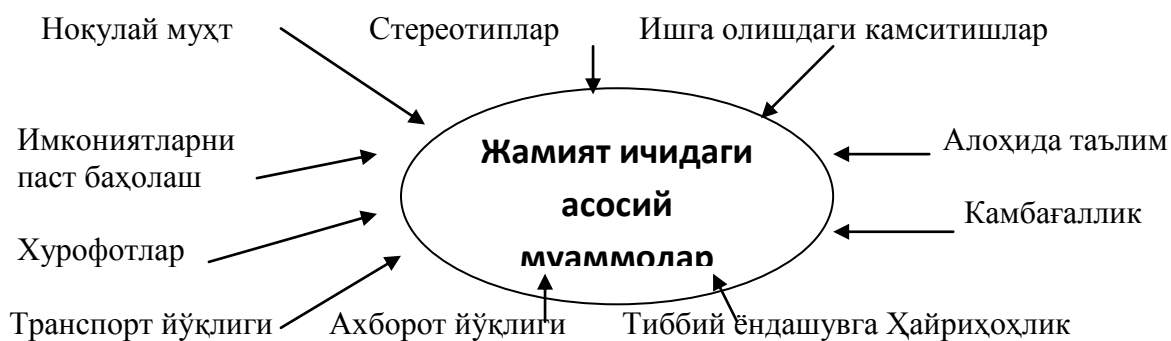 Ноқулай муҳт
Стереотиплар
Ишга олишдаги камситишлар
Имкониятларни
паст баҳолаш
Жамият ичидаги
асосий
муаммолар
Алоҳида таълим
Камбағаллик
Хурофотлар
Транспорт йўқлиги
Ахборот йўқлиги
Тиббий ёндашувга Ҳайриҳоҳлик